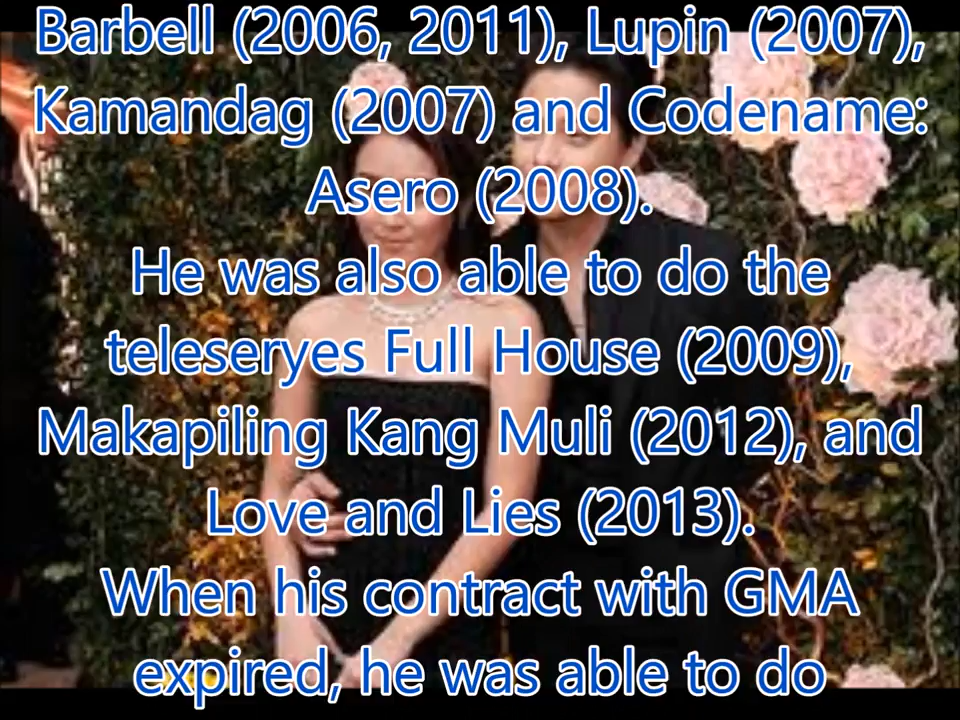 Barbell (2006, 2011), Lupin (2007),
Kamandag (2007) and Codename:
Asero (2008).
He was also able to do the
teleseryes Full House (2009),
Makapiling Kang Muli (2012), and
Love and Lies (2013).
When his contract with GMA
expired, he was able to do